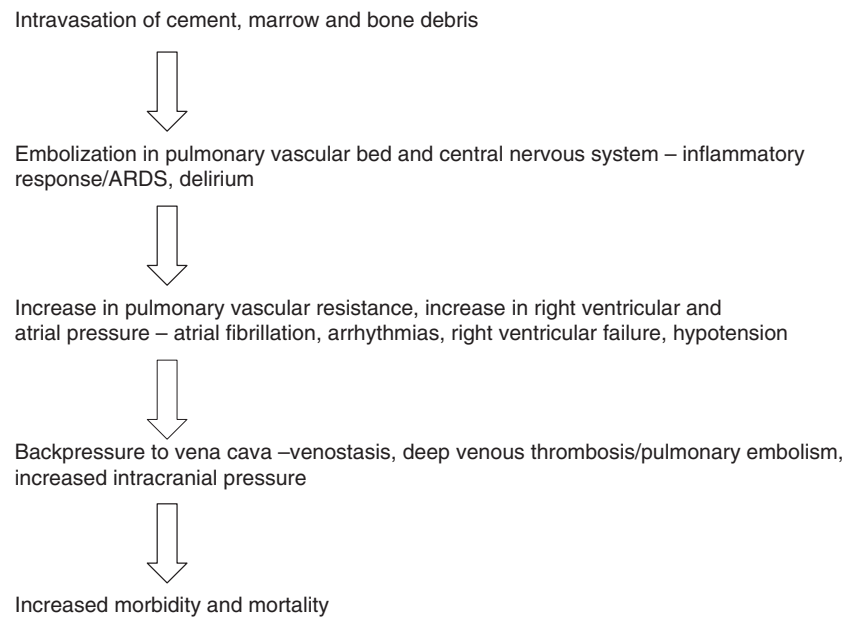 Intravasation of cement, marrow and bone debris
Embolization in pulmonary vascular bed and central nervous system – inflammatory
response/ARDS, delirium
Increase in pulmonary vascular resistance, increase in right ventricular and
atrial pressure – atrial fibrillation, arrhythmias, right ventricular failure, hypotension
Backpressure to vena cava –venostasis, deep venous thrombosis/pulmonary embolism,
increased intracranial pressure
Increased morbidity and mortality